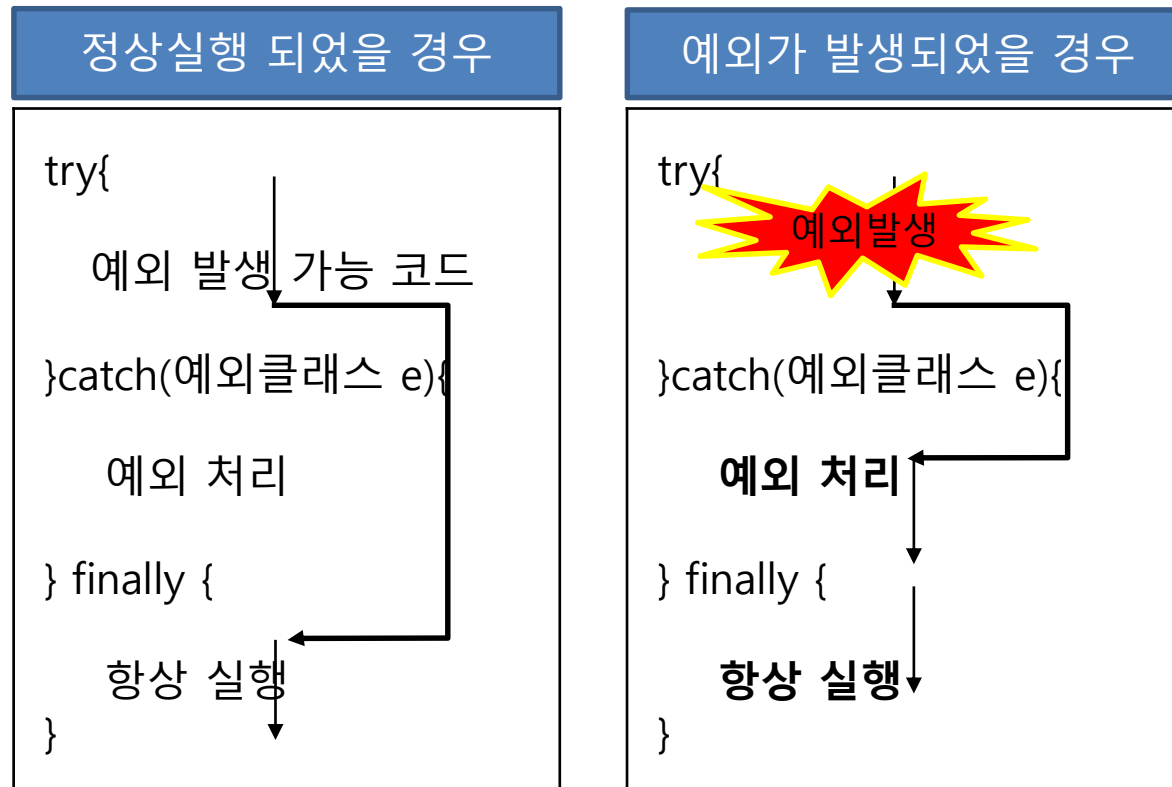 정상실행 되었을 경우
try{
예외 발생 가능 코드
}catch(예외클래스 e){
예외 처리
} finally {
항상 실행
}
예외가 발생되었을 경우
try{
예외발생
}catch(예외클래스 e){
예외 처리
} finally {
항상 실행
}